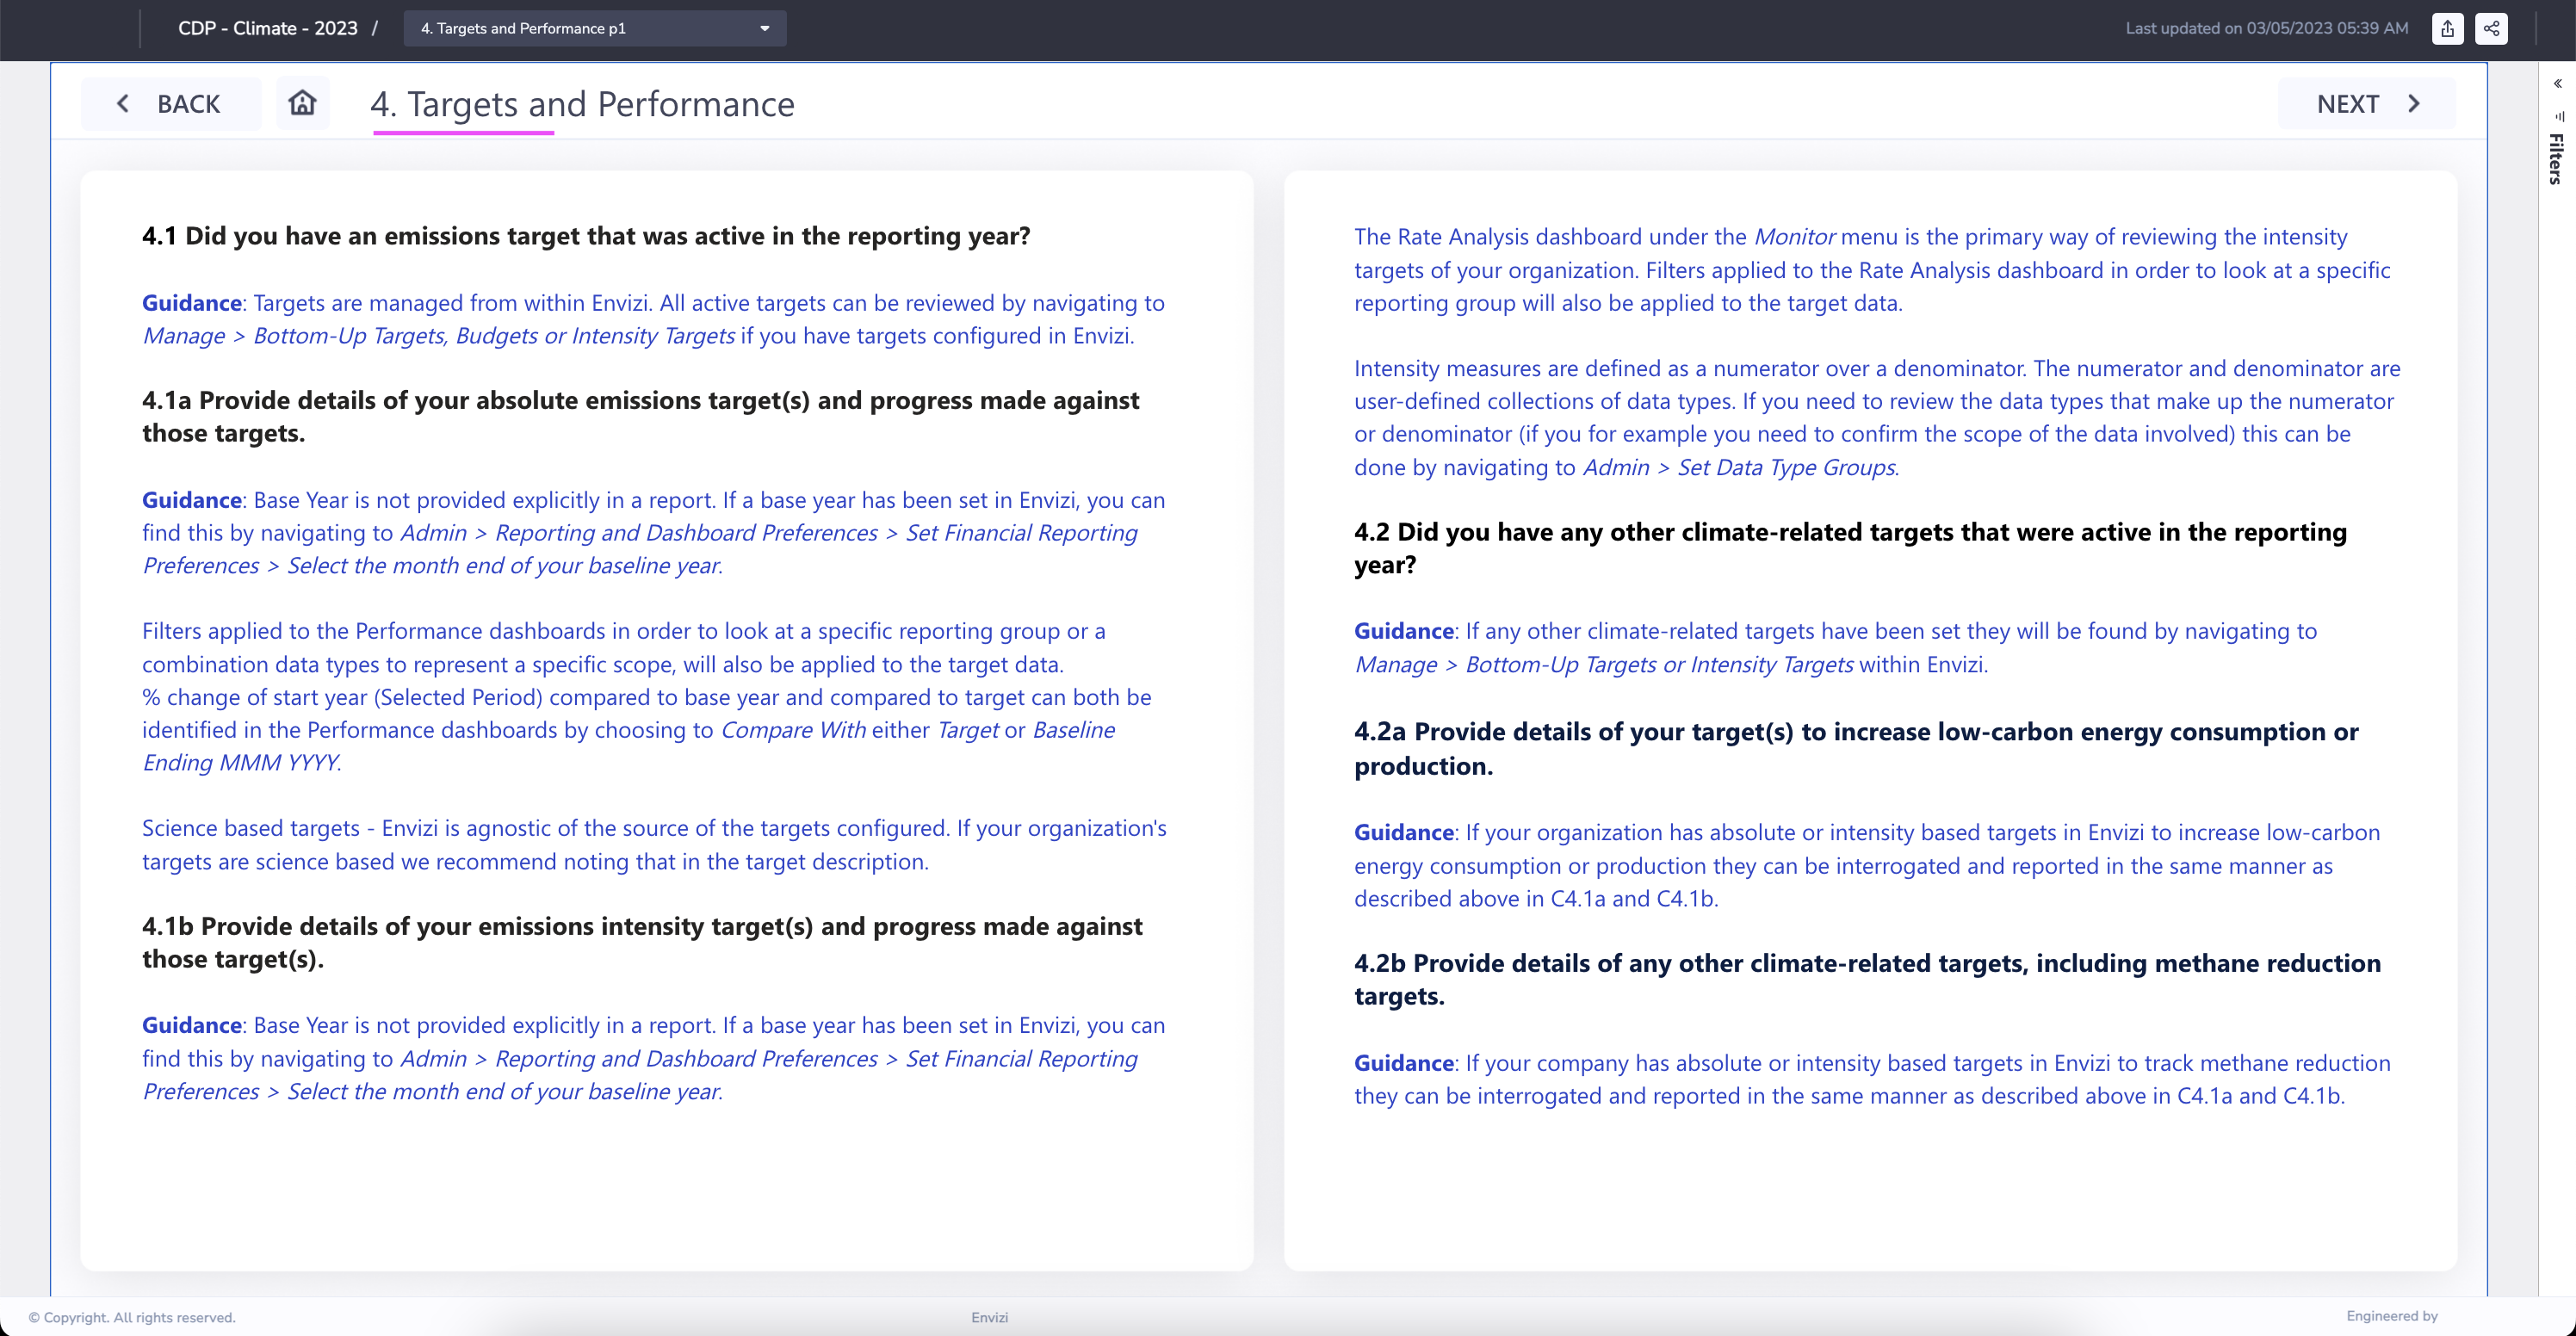 CDP - Climate - 2023 / 4. Targets and Performance p1
Last updated on 03/05/2023 05:39 AM
BACK
4. Targets and Performance
NEXT
Filters
4.1 Did you have an emissions target that was active in the reporting year?
Guidance: Targets are managed from within Envizi. All active targets can be reviewed by navigating to
Manage > Bottom-Up Targets, Budgets or Intensity Targets if you have targets configured in Envizi.
4.1a Provide details of your absolute emissions target(s) and progress made against
those targets.
Guidance: Base Year is not provided explicitly in a report. If a base year has been set in Envizi, you can
find this by navigating to Admin > Reporting and Dashboard Preferences > Set Financial Reporting
Preferences > Select the month end of your baseline year.
Filters applied to the Performance dashboards in order to look at a specific reporting group or a
combination data types to represent a specific scope, will also be applied to the target data.
% change of start year (Selected Period) compared to base year and compared to target can both be
identified in the Performance dashboards by choosing to Compare With either Target or Baseline
Ending MMM YYYY.
Science based targets - Envizi is agnostic of the source of the targets configured. If your organization's
targets are science based we recommend noting that in the target description.
4.1b Provide details of your emissions intensity target(s) and progress made against
those target(s).
Guidance: Base Year is not provided explicitly in a report. If a base year has been set in Envizi, you can
find this by navigating to Admin > Reporting and Dashboard Preferences > Set Financial Reporting
Preferences > Select the month end of your baseline year.
The Rate Analysis dashboard under the Monitor menu is the primary way of reviewing the intensity
targets of your organization. Filters applied to the Rate Analysis dashboard in order to look at a specific
reporting group will also be applied to the target data.
Intensity measures are defined as a numerator over a denominator. The numerator and denominator are
user-defined collections of data types. If you need to review the data types that make up the numerator
or denominator (if you for example you need to confirm the scope of the data involved) this can be
done by navigating to Admin > Set Data Type Groups.
4.2 Did you have any other climate-related targets that were active in the reporting
year?
Guidance: If any other climate-related targets have been set they will be found by navigating to
Manage > Bottom-Up Targets or Intensity Targets within Envizi.
4.2a Provide details of your target(s) to increase low-carbon energy consumption or
production.
Guidance: If your organization has absolute or intensity based targets in Envizi to increase low-carbon
energy consumption or production they can be interrogated and reported in the same manner as
described above in C4.1a and C4.1b.
4.2b Provide details of any other climate-related targets, including methane reduction
targets.
Guidance: If your company has absolute or intensity based targets in Envizi to track methane reduction
they can be interrogated and reported in the same manner as described above in C4.1a and C4.1b.
© Copyright. All rights reserved.
Envizi
Engineered by